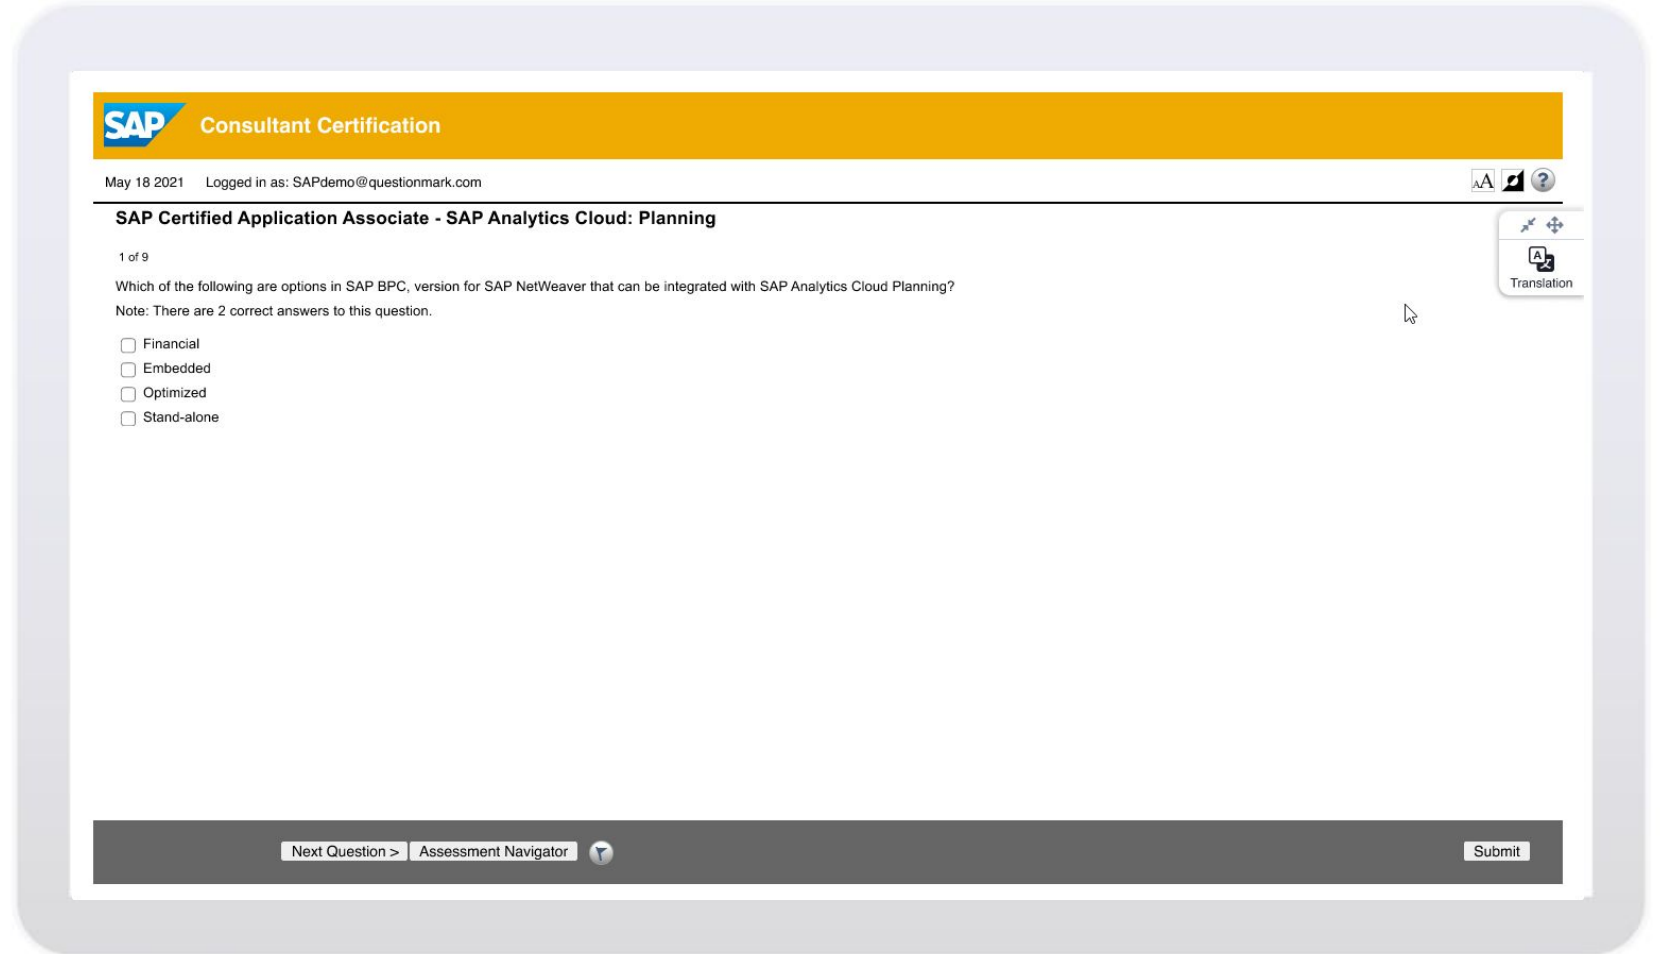 SAP Consultant Certification
May 18 2021 Logged in as: SAPdemo@questionmark.com AA ?
SAP Certified Application Associate - SAP Analytics Cloud: Planning
1 of 9
A
Translation
Which of the following are options in SAP BPC, version for SAP NetWeaver that can be integrated with SAP Analytics Cloud Planning?
Note: There are 2 correct answers to this question.
Financial
Embedded
Optimized
Stand-alone
Next Question > Assessment Navigator Submit